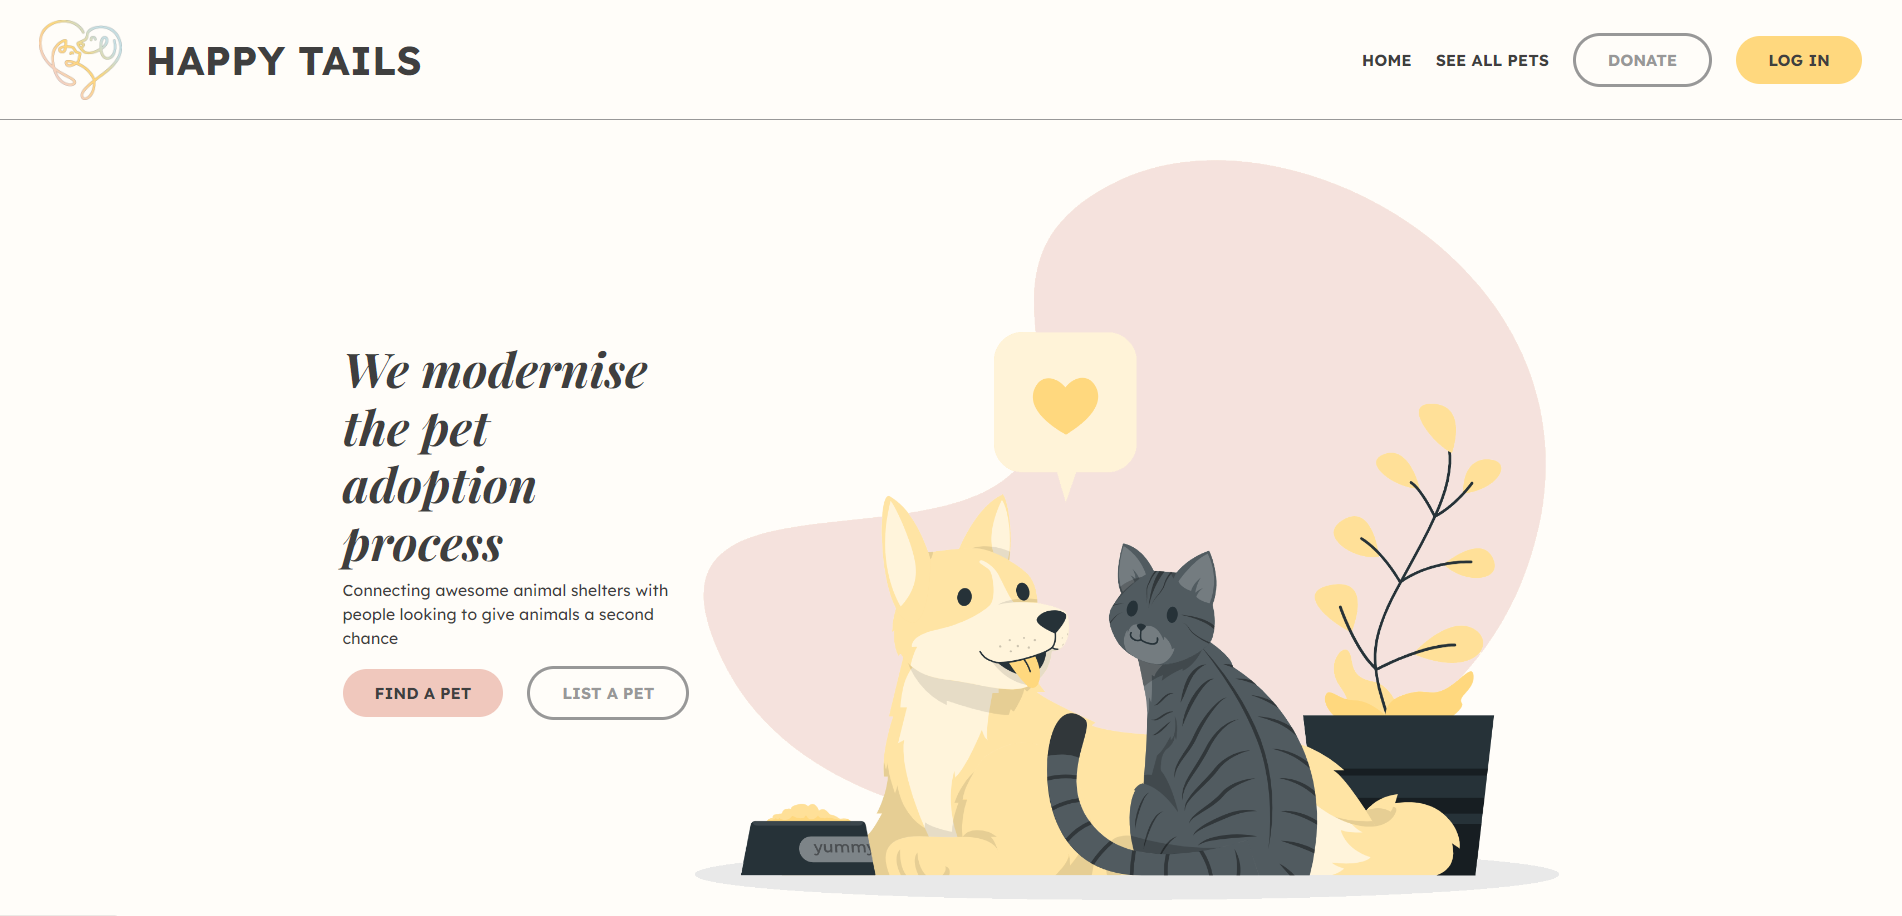 HAPPY TAILS
HOME SEE ALL PETS DONATE LOG IN
We modernise
the pet
adoption
process
Connecting awesome animal shelters with
people looking to give animals a second
chance
FIND A PET LIST A PET
yummy